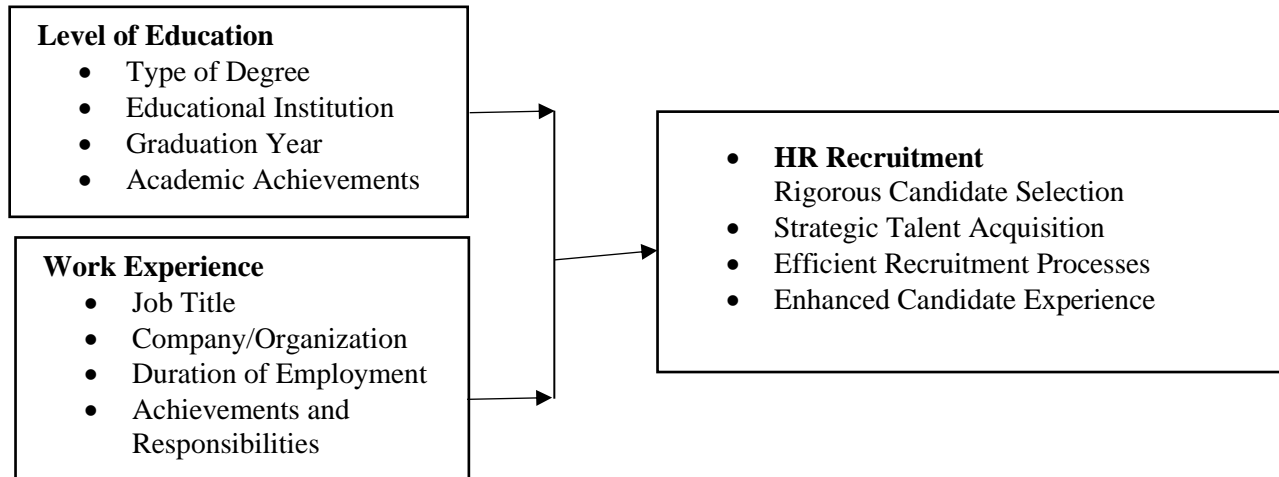 Level of Education
• Type of Degree
• Educational Institution
• Graduation Year
• Academic Achievements
Work Experience
• Job Title
• Company/Organization
• Duration of Employment
• Achievements and
Responsibilities
• HR Recruitment
Rigorous Candidate Selection
• Strategic Talent Acquisition
• Efficient Recruitment Processes
• Enhanced Candidate Experience